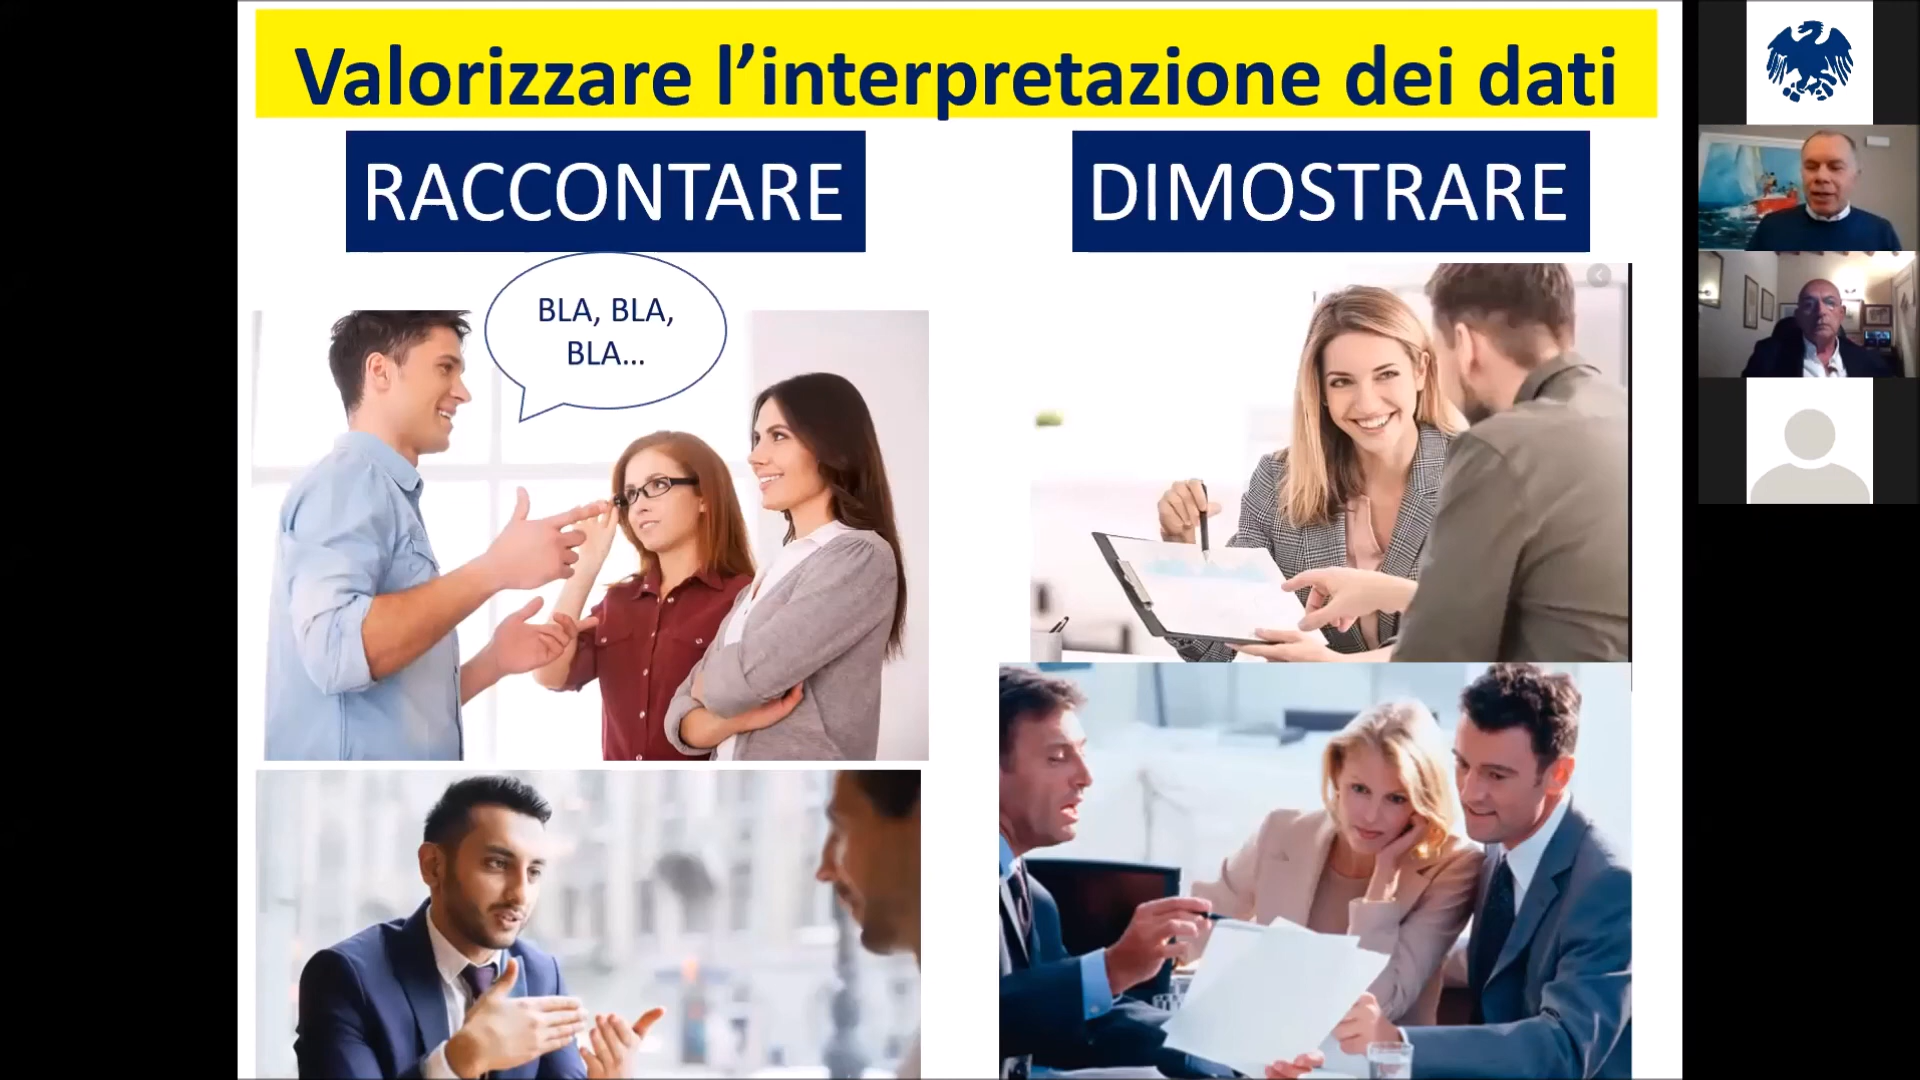 Valorizzare l’interpretazione dei dati
RACCONTARE
DIMOSTRARE
BLA, BLA,
BLA...